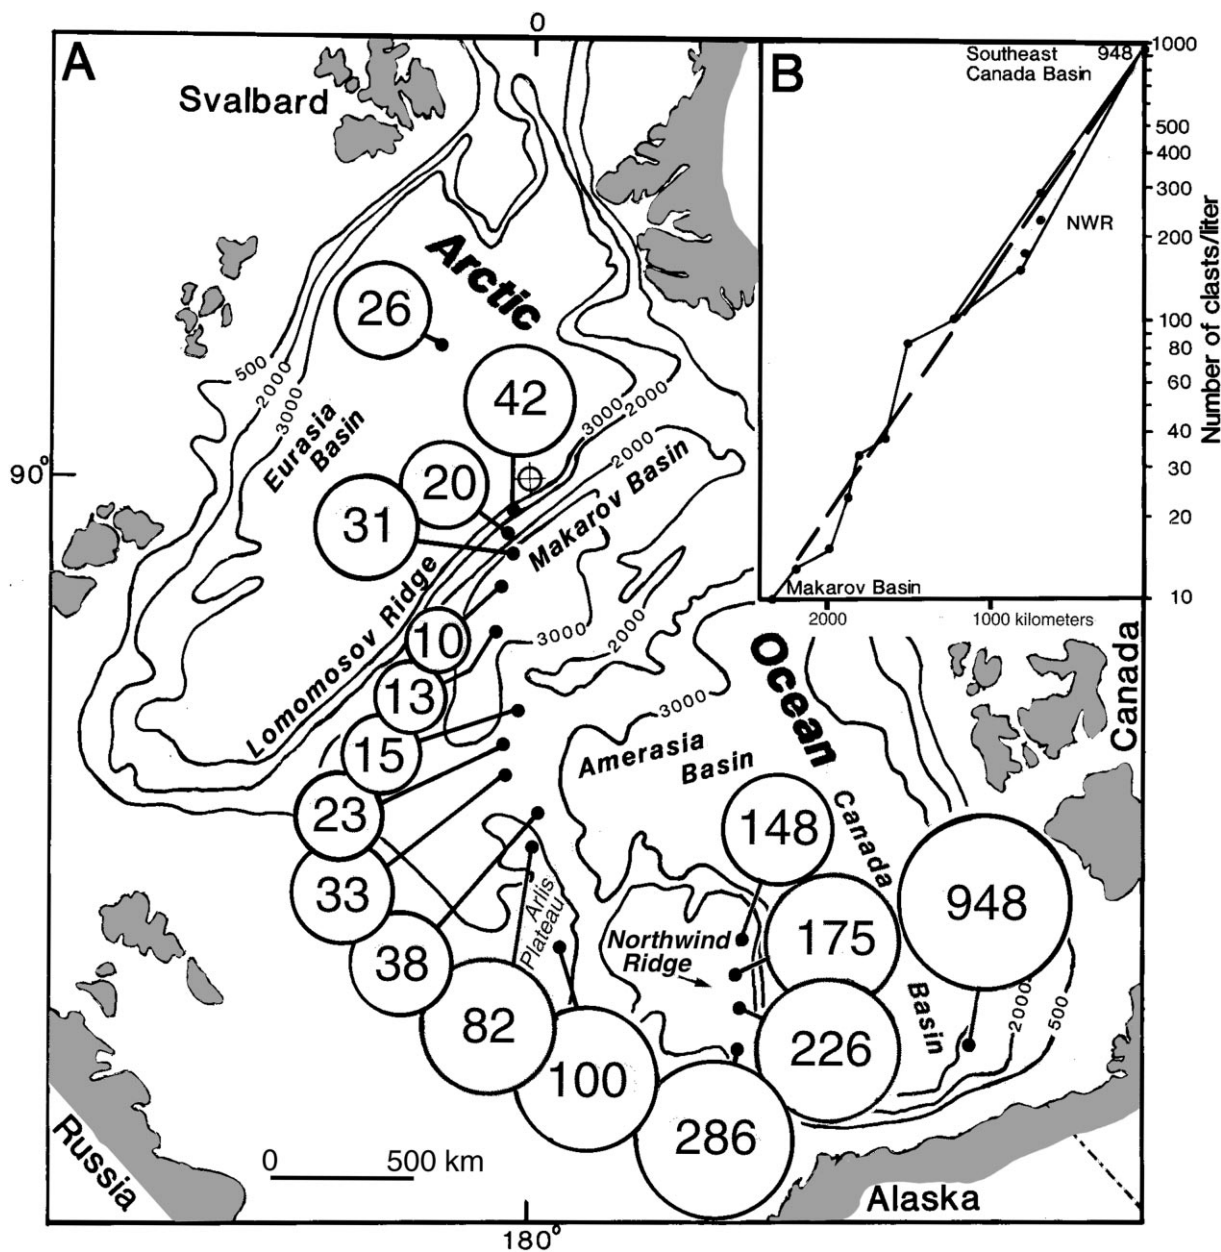 0
A
Svalbard
Arctic
26
42
500
2000
3000
3000
2000
2000
Eurasia
Basin
90°
20
31
Makarov Basin
Lomomosov Ridge
10
13
15
23
33
38
82
100
3000
2000
3000
Ocean
Amerasia
Basin
Canada
Basin
148
175
226
286
948
Arlis
Plateau
Northwind
Ridge
2000
500
Canada
Russia
0 500 km
Alaska
180°
B
Southeast
Canada Basin
948
NWR
Makarov Basin
1000
500
400
300
200
100
80
60
40
30
20
10
Number of clasts/liter
2000
1000 kilometers